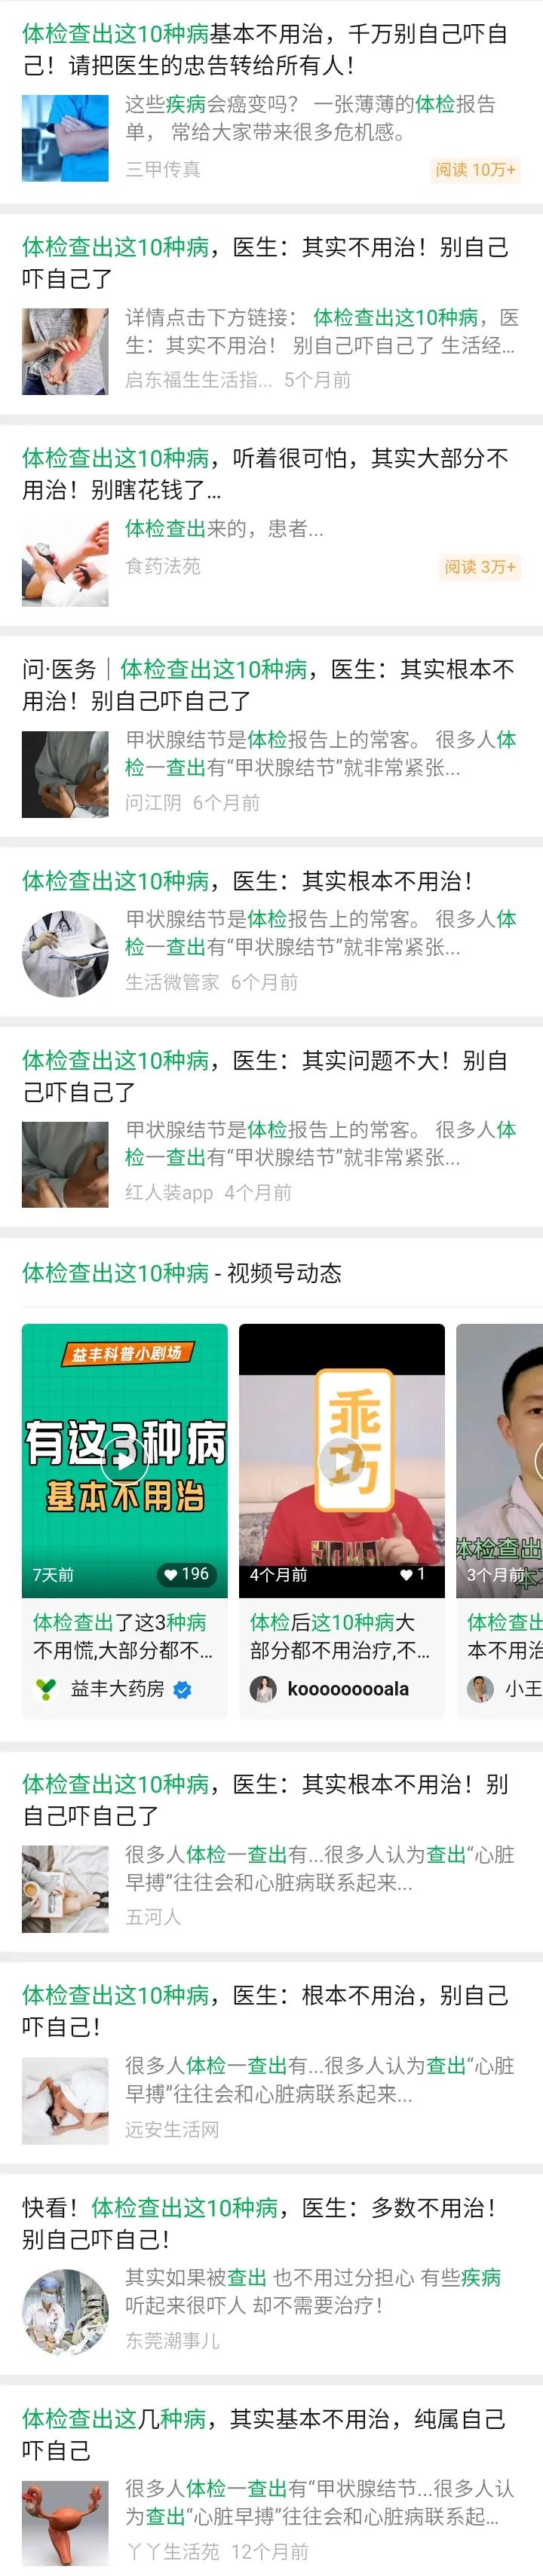 体检查出这10种病基本不用治，千万别自己吓自
己！请把医生的忠告转给所有人！
这些疾病会癌变吗？ 一张薄薄的体检报告
单， 常给大家带来很多危机感。
三甲传真
阅读 10万+
体检查出这10种病，医生：其实不用治！别自己
吓自己了
详情点击下方链接： 体检查出这10种病，医
生：其实不用治！ 别自己吓自己了 生活经...
启东福生生活指... 5个月前
体检查出这10种病，听着很可怕，其实大部分不
用治！别瞎花钱了...
体检查出来的，患者...
食药法苑
阅读 3万+
问·医务｜体检查出这10种病，医生：其实根本不
用治！别自己吓自己了
甲状腺结节是体检报告上的常客。 很多人体
检一查出有“甲状腺结节”就非常紧张...
问江阴 6个月前
体检查出这10种病，医生：其实根本不用治！
甲状腺结节是体检报告上的常客。 很多人体
检一查出有“甲状腺结节”就非常紧张...
生活微管家 6个月前
体检查出这10种病，医生：其实问题不大！别自
己吓自己了
甲状腺结节是体检报告上的常客。 很多人体
检一查出有“甲状腺结节”就非常紧张...
红人装app 4个月前
体检查出这10种病 - 视频号动态
益丰科普小剧场
有这3种病
基本不用治
7天前
196
体检查出了这3种病
不用慌,大部分都不...
益丰大药房
乖
巧
4个月前
1
体检后这10种病大
部分都不用治疗,不...
kooooooooala
体检查出
本不
3个月前
体检查出
本不用治
小王
体检查出这10种病，医生：其实根本不用治！别
自己吓自己了
很多人体检一查出有...很多人认为查出“心脏
早搏”往往会和心脏病联系起来...
五河人
体检查出这10种病，医生：根本不用治，别自己
吓自己！
很多人体检一查出有...很多人认为查出“心脏
早搏”往往会和心脏病联系起来...
远安生活网
快看！体检查出这10种病，医生：多数不用治！
别自己吓自己！
其实如果被查出 也不用过分担心 有些疾病
听起来很吓人 却不需要治疗！
东莞潮事儿
体检查出这几种病，其实基本不用治，纯属自己
吓自己
很多人体检一查出有“甲状腺结节...很多人认
为查出“心脏早搏”往往会和心脏病联系起...
丫丫生活苑 12个月前